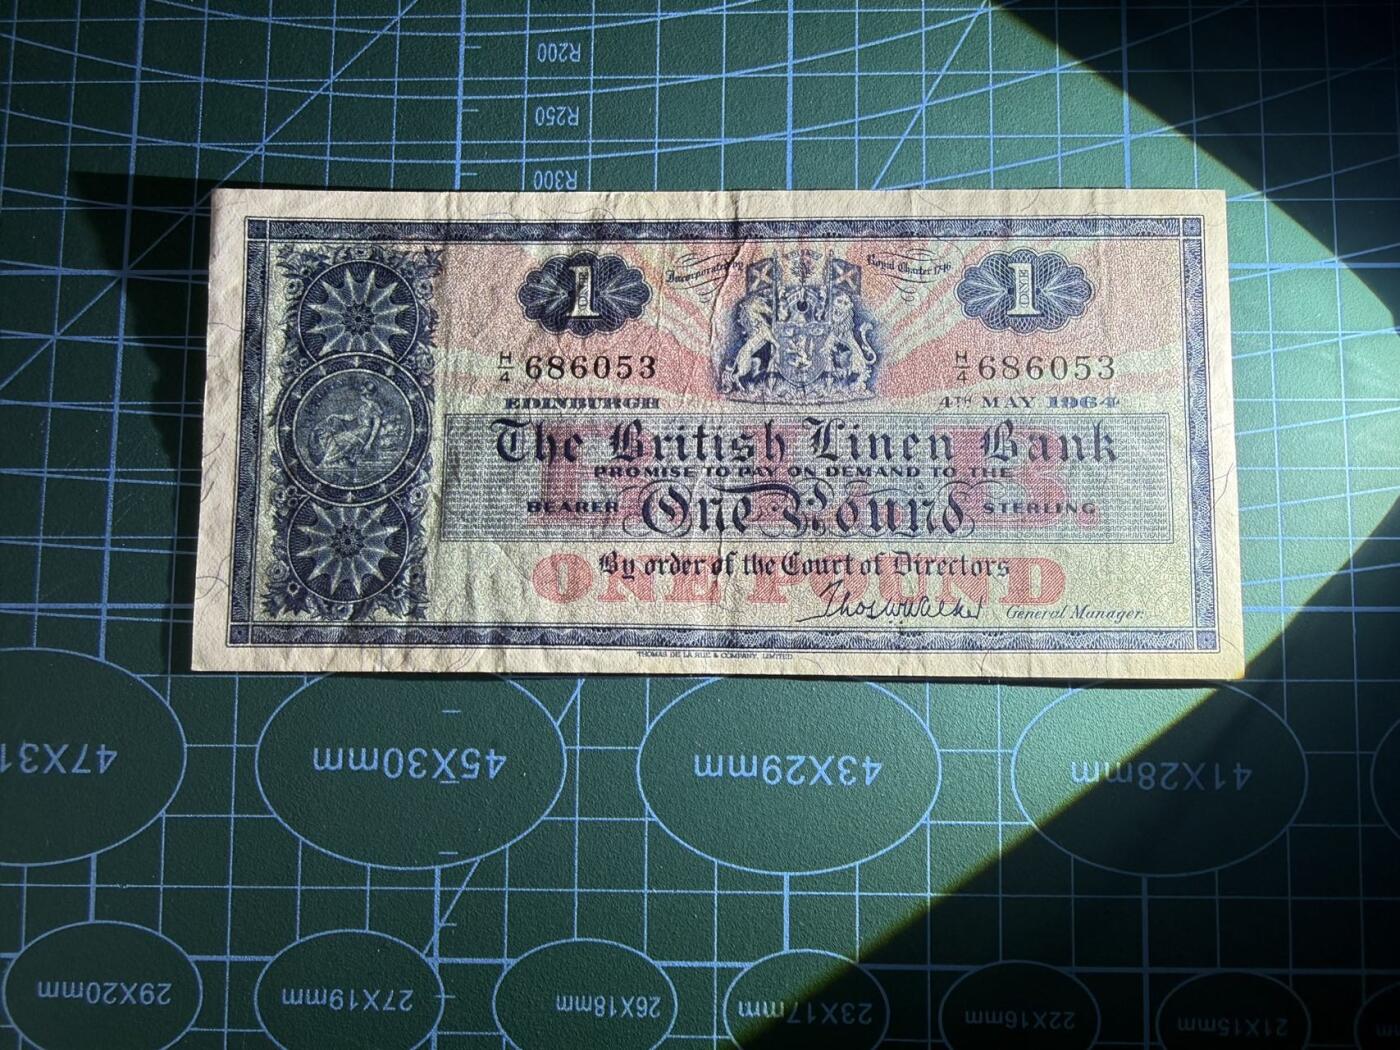 R200
R250
R300
1
Incorporated by
Royal Charter 1746
1
H/4 686053
H/4 686053
EDINBURGH
4TH MAY 1964
The British Linen Bank
PROMISE TO PAY ON DEMAND TO THE
BEARER One Pound STERLING
B.L.B.
By order of the Court of Directors
ONE POUND
Thos W Walker
General Manager.
THOMAS DE LA RUE & COMPANY, LIMITED.
45X30mm
43X29mm
41X28mm
29X20mm
27X19mm
26X18mm
23X17mm
22X16mm
21X15mm